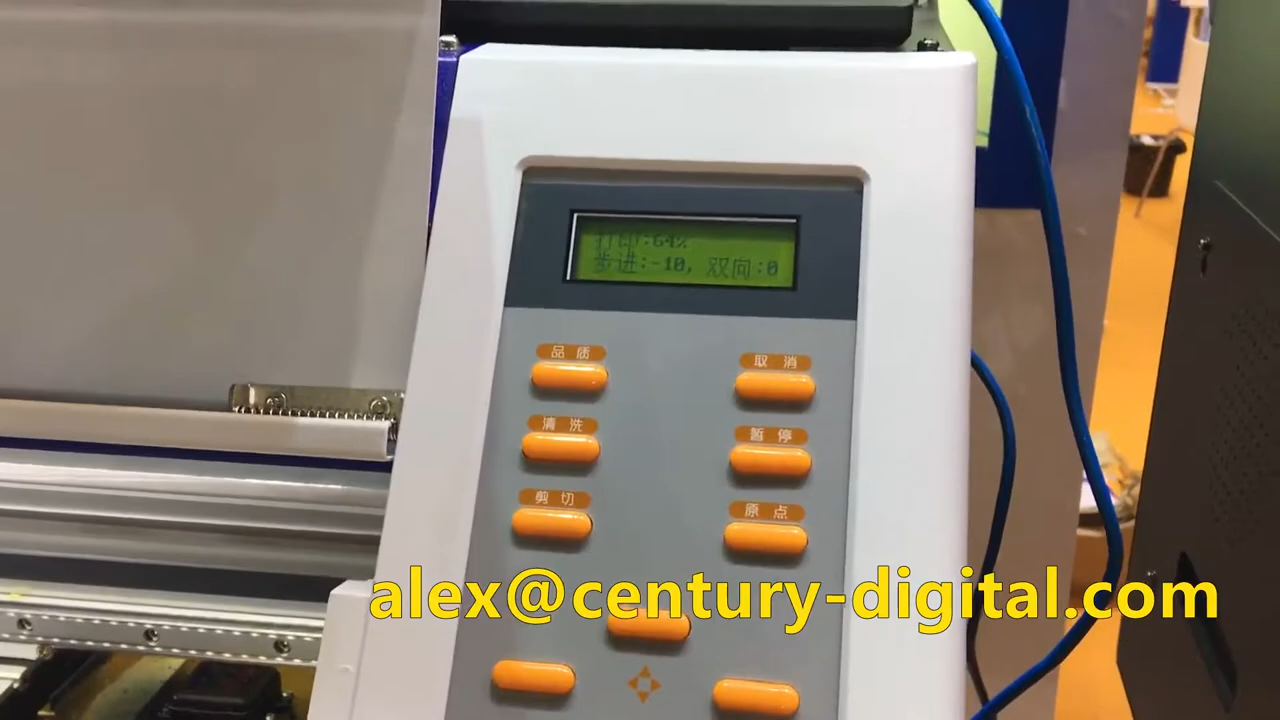 打印:64%
步进:-10, 双向:0
品质
取消
清洗
暂停
剪切
原点
alex@century-digital.com